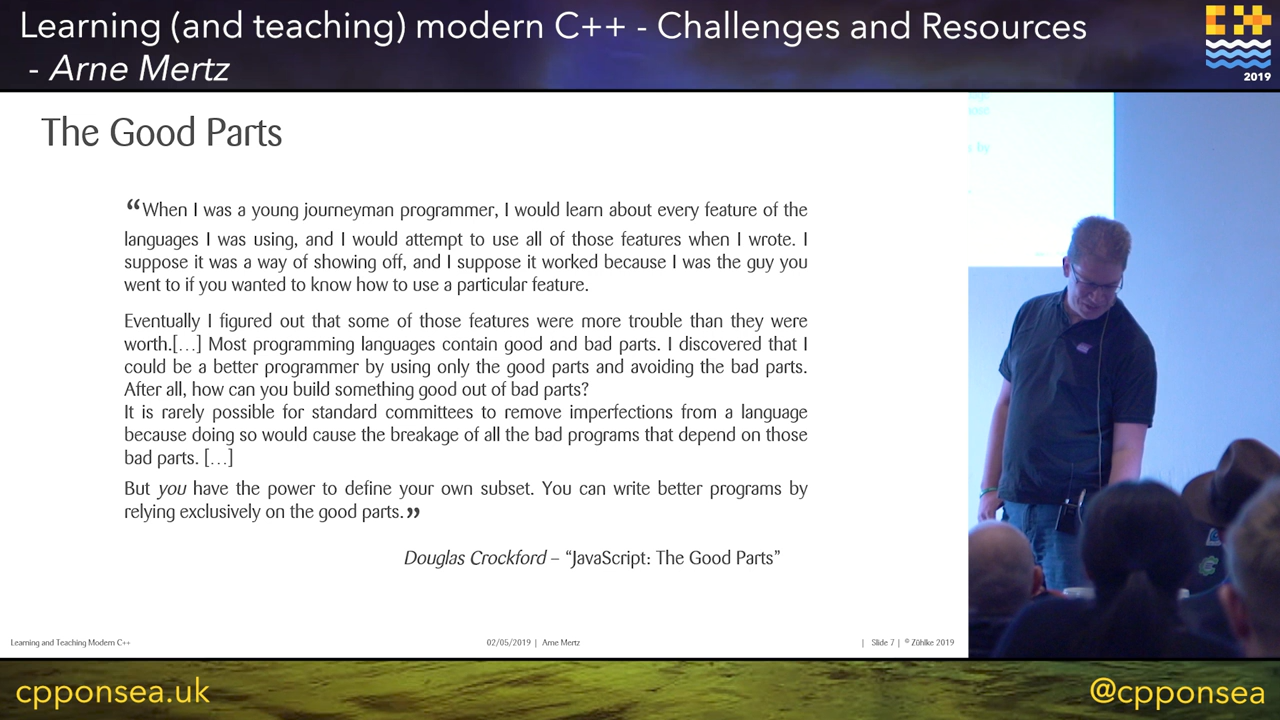 Learning (and teaching) modern C++ - Challenges and Resources
- Arne Mertz
2019
The Good Parts
“When I was a young journeyman programmer, I would learn about every feature of the
languages I was using, and I would attempt to use all of those features when I wrote. I
suppose it was a way of showing off, and I suppose it worked because I was the guy you
went to if you wanted to know how to use a particular feature.
Eventually I figured out that some of those features were more trouble than they were
worth.[…] Most programming languages contain good and bad parts. I discovered that I
could be a better programmer by using only the good parts and avoiding the bad parts.
After all, how can you build something good out of bad parts?
It is rarely possible for standard committees to remove imperfections from a language
because doing so would cause the breakage of all the bad programs that depend on those
bad parts. […]
But you have the power to define your own subset. You can write better programs by
relying exclusively on the good parts.”
Douglas Crockford – “JavaScript: The Good Parts”
Learning and Teaching Modern C++
02/05/2019 | Arne Mertz
| Slide 7 | © Zühlke 2019
cpponsea.uk
@cpponsea